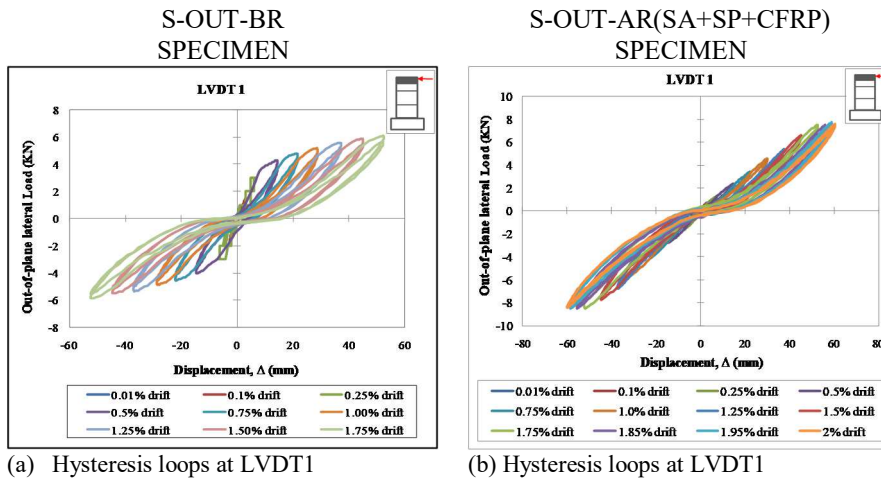 S-OUT-BR
SPECIMEN
LVDT 1
Out-of-plane lateral Load (KN)
8
6
4
2
0
-2
-4
-6
-8
-60 -40 -20 0 20 40 60
Displacement, Δ (mm)
0.01% drift 0.1% drift 0.25% drift
0.5% drift 0.75% drift 1.00% drift
1.25% drift 1.50% drift 1.75% drift
(a) Hysteresis loops at LVDT1
S-OUT-AR(SA+SP+CFRP)
SPECIMEN
LVDT 1
Out-of-plane lateral Load (KN)
10
8
6
4
2
0
-2
-4
-6
-8
-10
-80 -60 -40 -20 0 20 40 60 80
Displacement, Δ (mm)
0.01% drift 0.1% drift 0.25% drift 0.5% drift
0.75% drift 1.0% drift 1.25% drift 1.5% drift
1.75% drift 1.85% drift 1.95% drift 2% drift
(b) Hysteresis loops at LVDT1